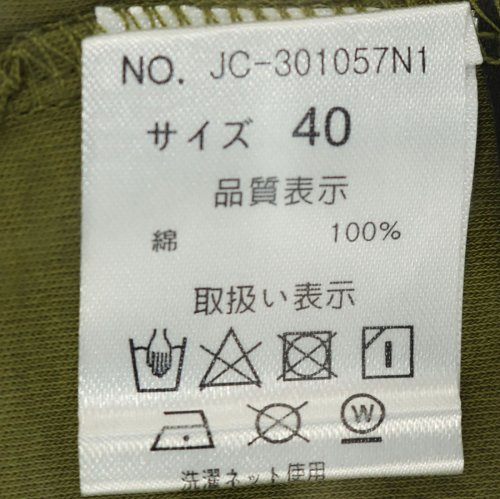 NO. JC-301057N1
サイズ 40
品質表示
綿 100%
取扱い表示
W
洗濯ネット使用